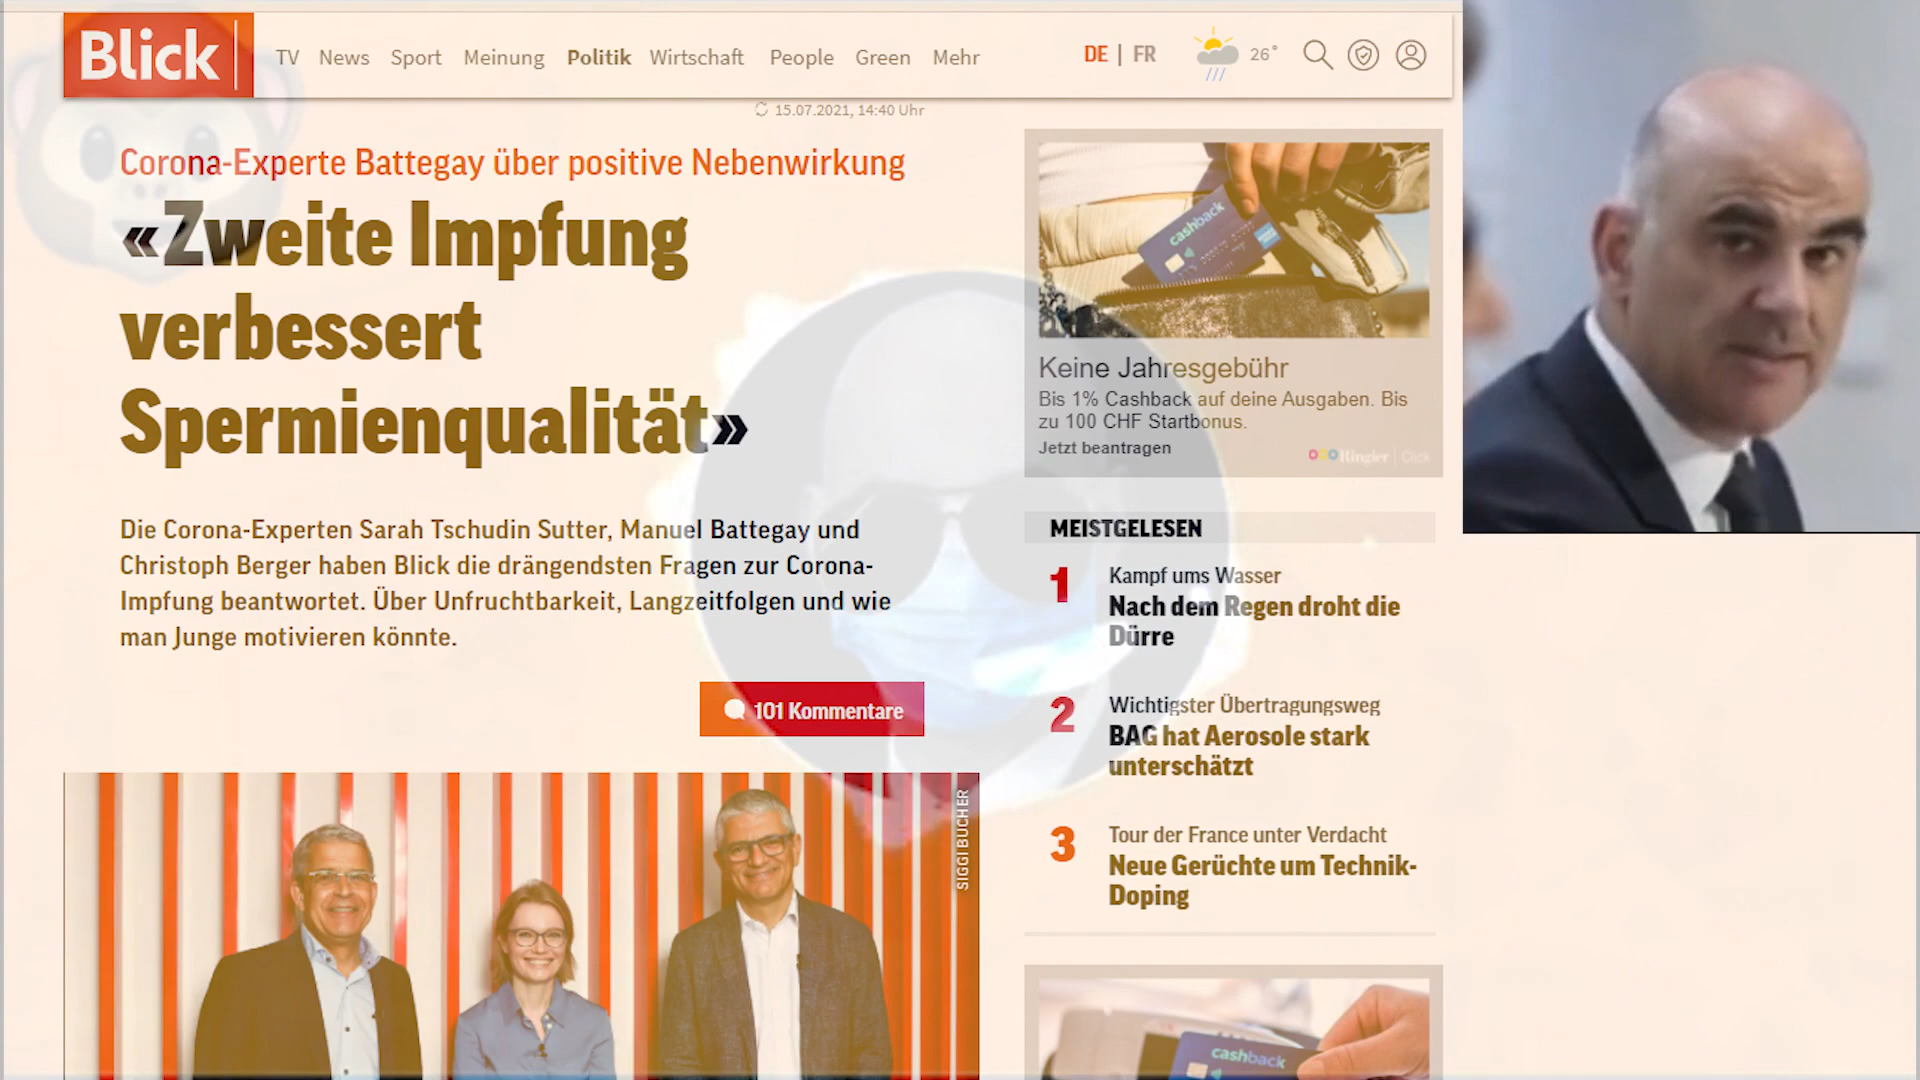 Blick
TV News Sport Meinung Politik Wirtschaft People Green Mehr
DE | FR
26°
15.07.2021, 14:40 Uhr
Corona-Experte Battegay über positive Nebenwirkung
«Zweite Impfung
verbessert
Spermienqualität»
Die Corona-Experten Sarah Tschudin Sutter, Manuel Battegay und
Christoph Berger haben Blick die drängendsten Fragen zur Corona-
Impfung beantwortet. Über Unfruchtbarkeit, Langzeitfolgen und wie
man Junge motivieren könnte.
101 Kommentare
SIGGI BUCHER
cashback
Keine Jahresgebühr
Bis 1% Cashback auf deine Ausgaben. Bis
zu 100 CHF Startbonus.
Jetzt beantragen
Ringier | Click
MEISTGELESEN
1
Kampf ums Wasser
Nach dem Regen droht die
Dürre
2
Wichtigster Übertragungsweg
BAG hat Aerosole stark
unterschätzt
3
Tour der France unter Verdacht
Neue Gerüchte um Technik-
Doping
cashback